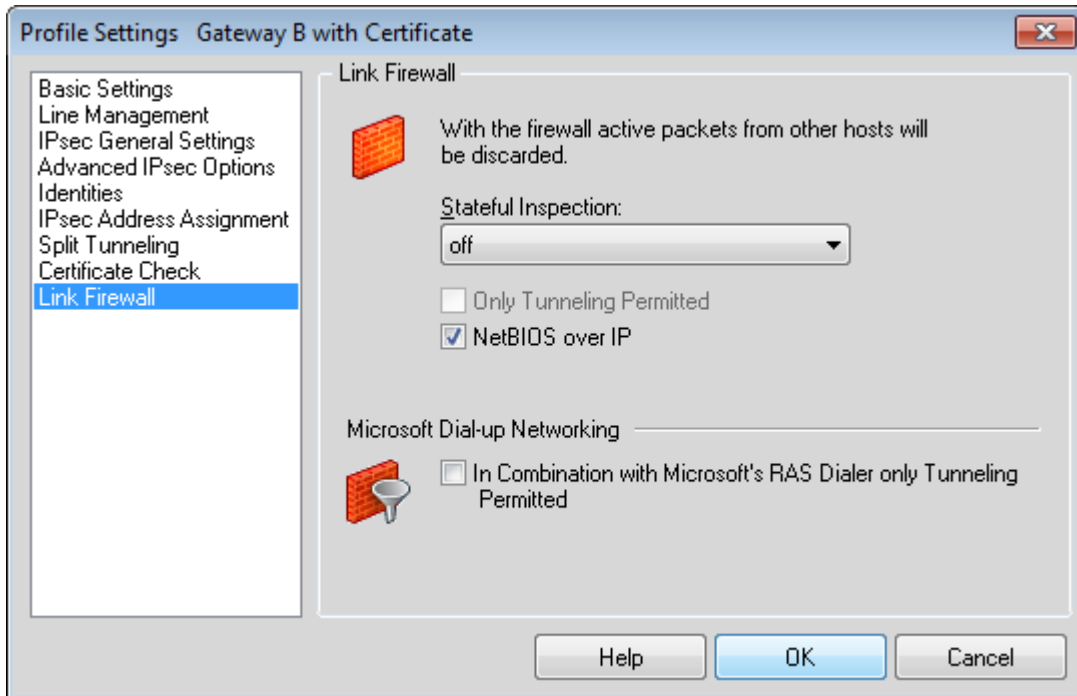 Profile Settings   Gateway B with Certificate
Basic Settings
Line Management
IPsec General Settings
Advanced IPsec Options
Identities
IPsec Address Assignment
Split Tunneling
Certificate Check
Link Firewall
Link Firewall
With the firewall active packets from other hosts will
be discarded.
Stateful Inspection:
off
Only Tunneling Permitted
NetBIOS over IP
Microsoft Dial-up Networking
In Combination with Microsoft's RAS Dialer only Tunneling
Permitted
Help
OK
Cancel